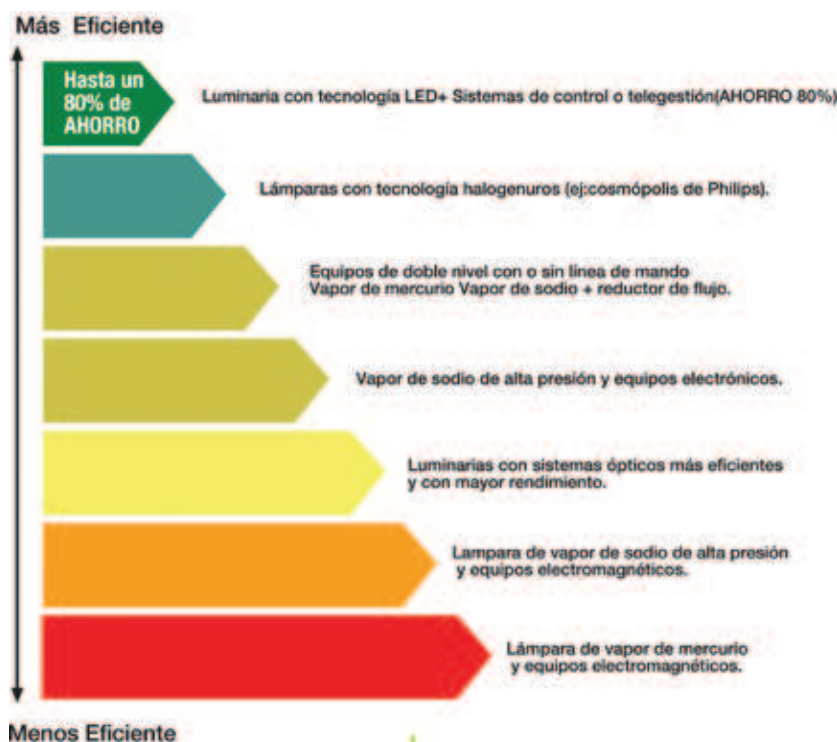 Más Eficiente
Hasta un
80% de
AHORRO
Luminaria con tecnología LED+ Sistemas de control o telegestión(AHORRO 80%)
Lámparas con tecnología halogenuros (ej:cosmópolis de Philips).
Equipos de doble nivel con o sin línea de mando
Vapor de mercurio Vapor de sodio + reductor de flujo.
Vapor de sodio de alta presión y equipos electrónicos.
Luminarias con sistemas ópticos más eficientes
y con mayor rendimiento.
Lampara de vapor de sodio de alta presión
y equipos electromagnéticos.
Lámpara de vapor de mercurio
y equipos electromagnéticos.
Menos Eficiente